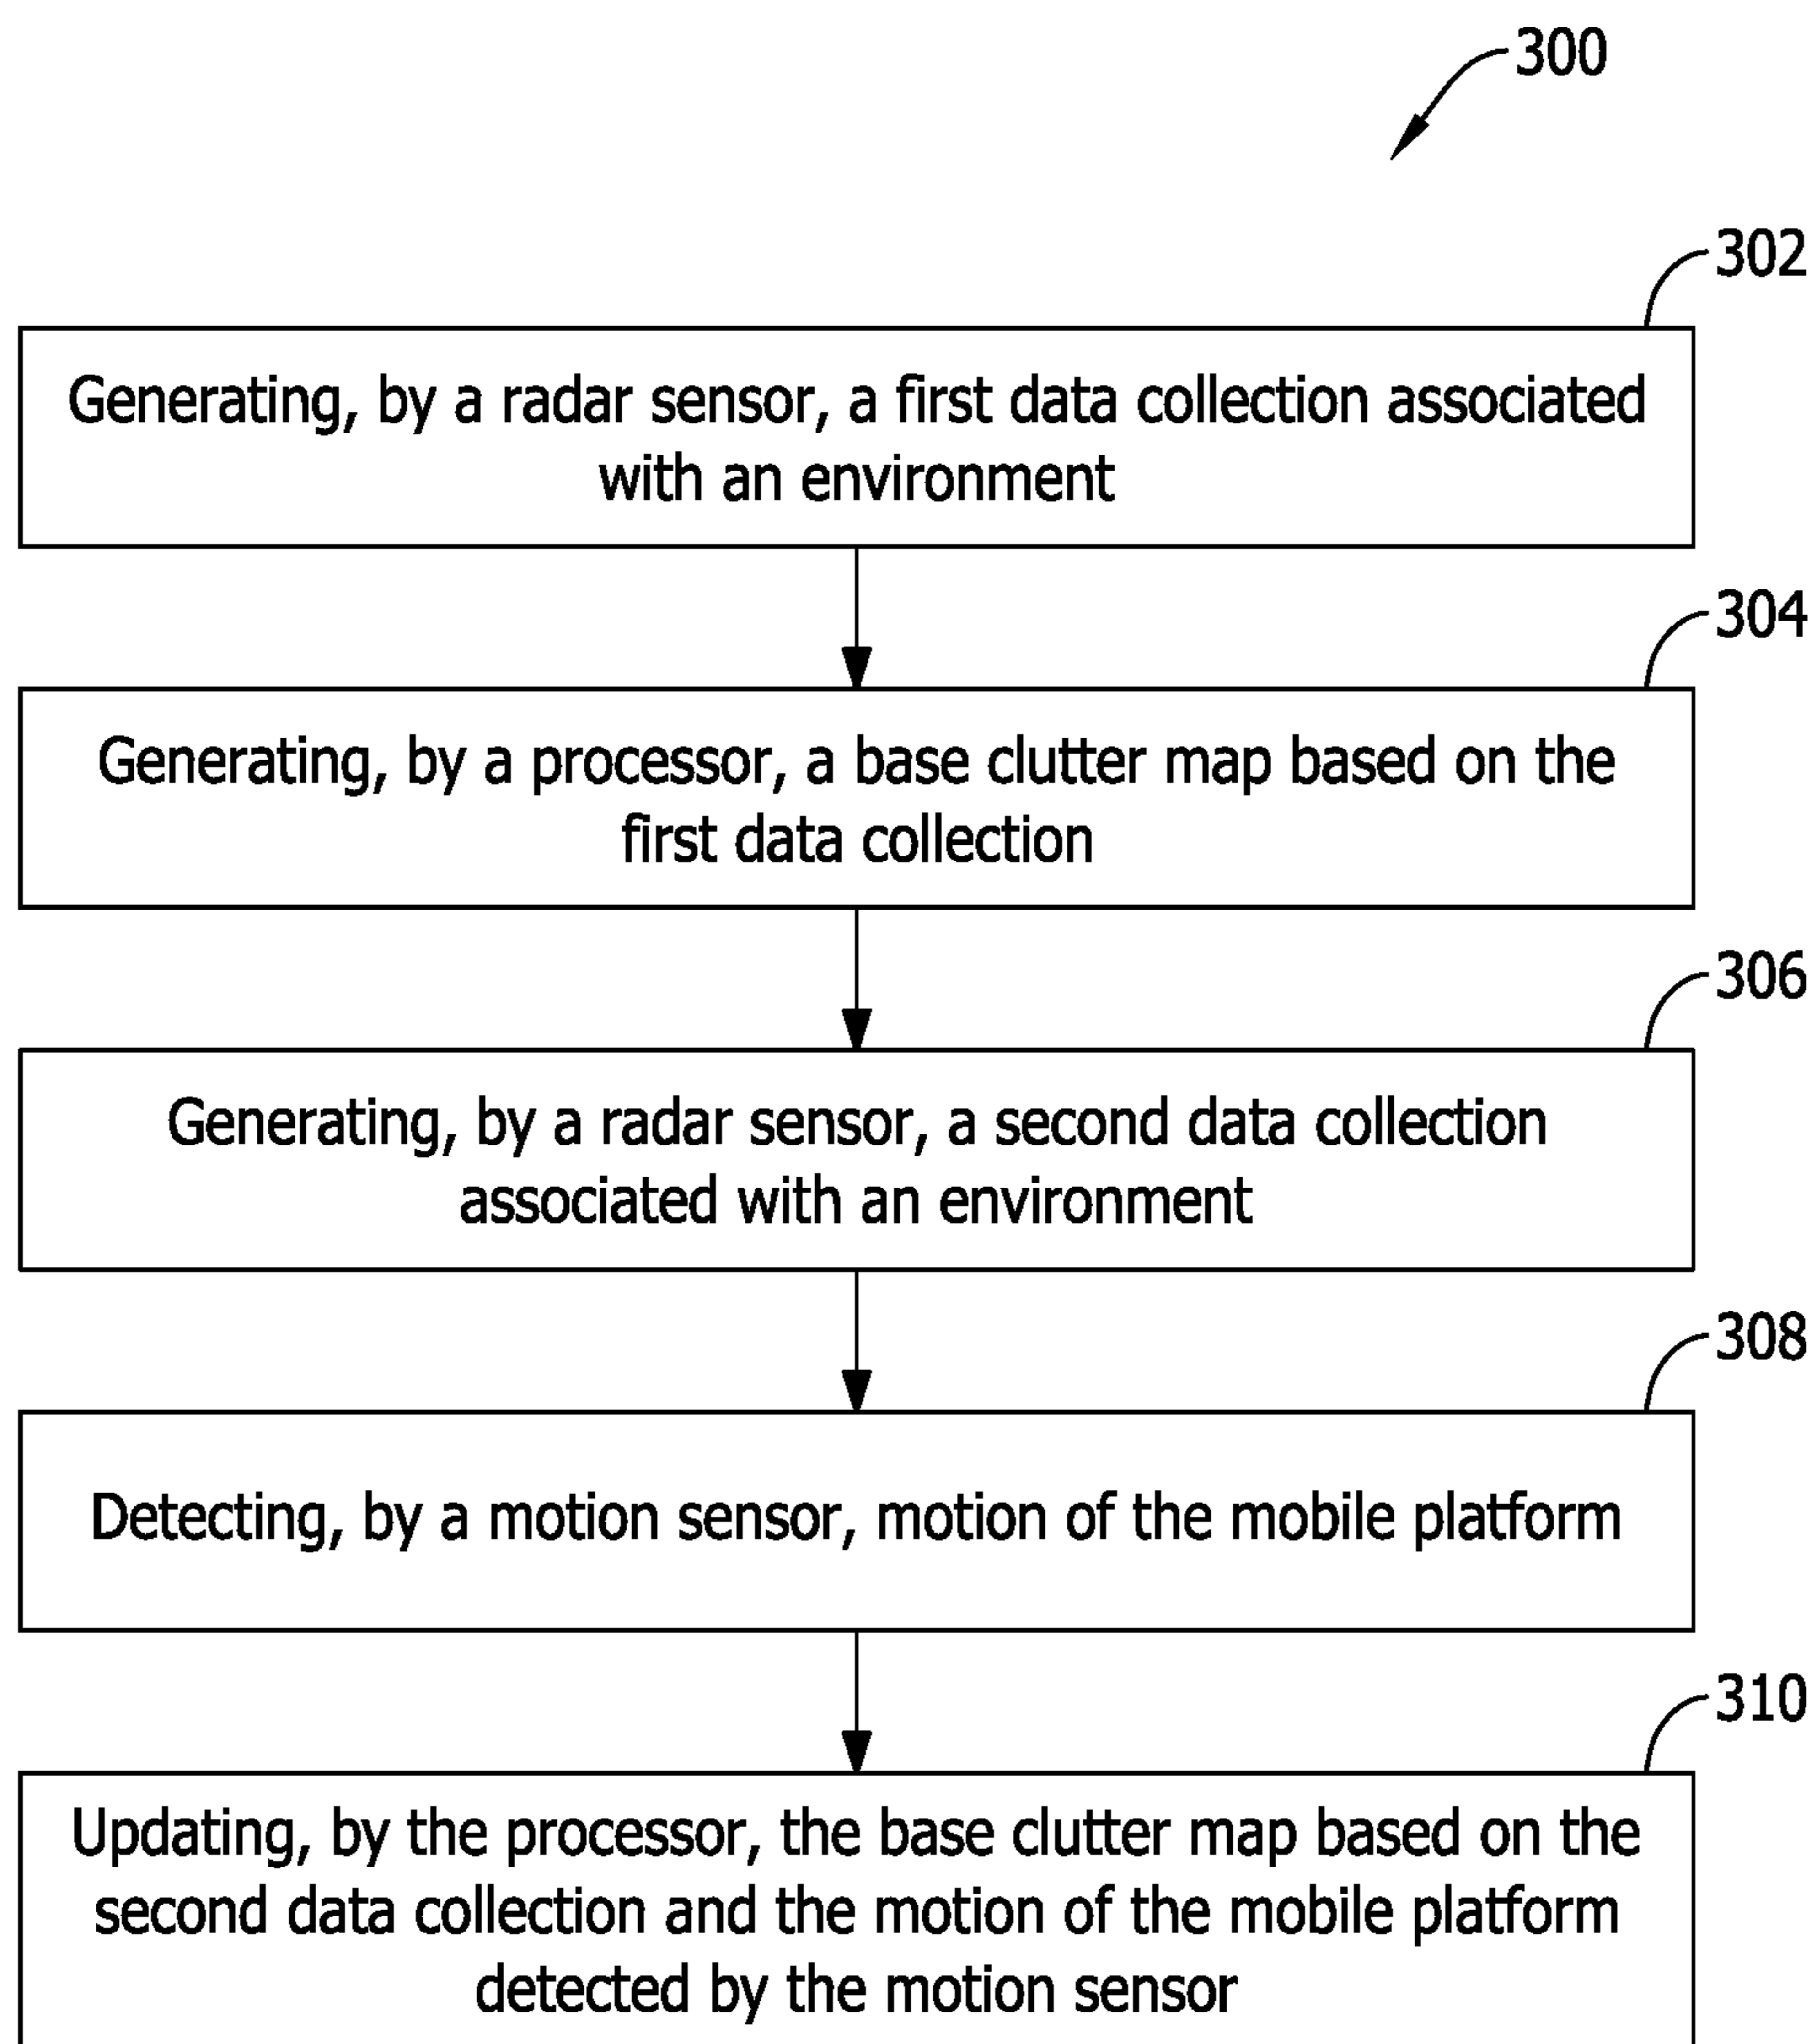 300
302
Generating, by a radar sensor, a first data collection associated
with an environment
304
Generating, by a processor, a base clutter map based on the
first data collection
306
Generating, by a radar sensor, a second data collection
associated with an environment
308
Detecting, by a motion sensor, motion of the mobile platform
310
Updating, by the processor, the base clutter map based on the
second data collection and the motion of the mobile platform
detected by the motion sensor